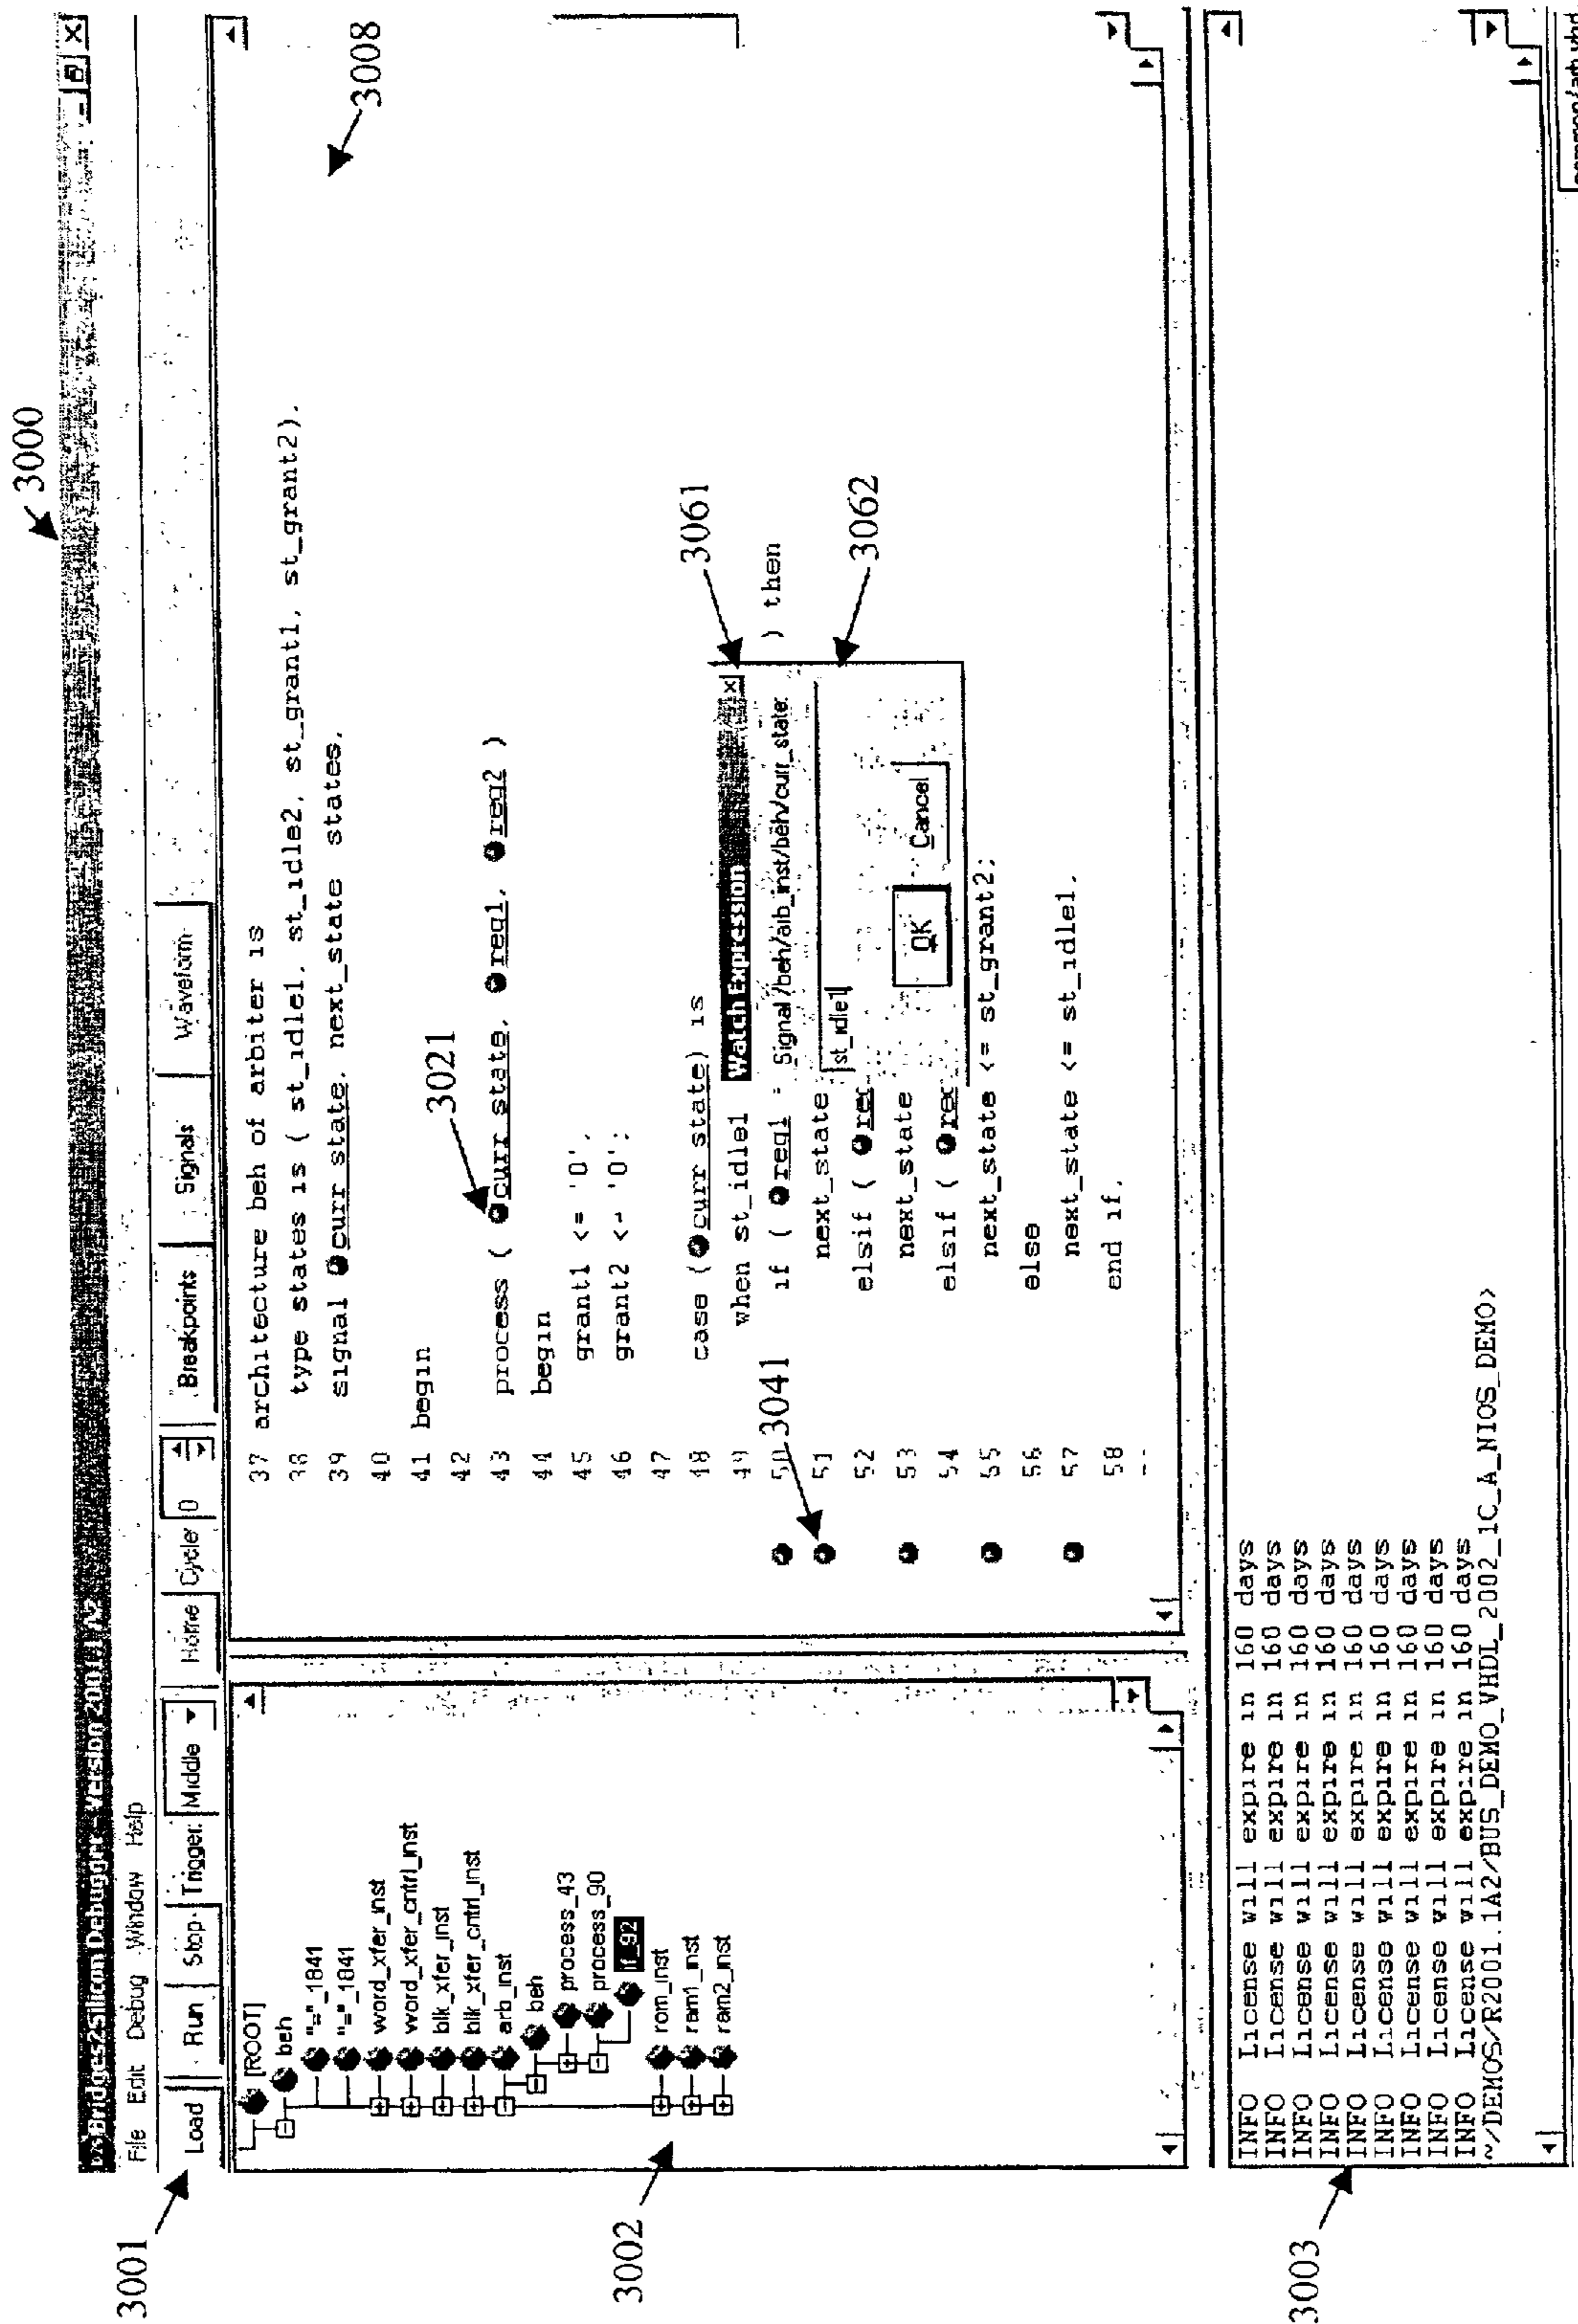 3000
Bridges2Silicon Debugger
File Edit Debug Window Help
3001
Load Run Stop Trigger: Middle Home Cycle 0 Breakpoints Signals Waveform
[ROOT]
beh
"="_1841
"="_1841
word_xfer_inst
word_xfer_cntrl_inst
blk_xfer_inst
blk_xfer_cntrl_inst
arb_inst
beh
process_43
process_90
if_92
rom_inst
ram1_inst
ram2_inst
3002
37 architecture beh of arbiter is
38 type states is ( st_idle1, st_idle2, st_grant1, st_grant2),
39 signal curr_state, next_state states,
40
41 begin
42
3021
43 process ( curr_state, req1, req2 )
44 begin
45 grant1 <= '0',
46 grant2 <- '0';
47
48 case (curr_state) is
49 when st_idle1
50 if ( req1 = ) then
51 next_state
52 elsif ( req
53 next_state
54 elsif ( req
55 next_state <= st_grant2;
56 else
57 next_state <= st_idle1,
58 end if,
3008
3041
Watch Expression
Signal /beh/arb_inst/beh/curr_state:
st_idle1
OK Cancel
3061
3062
INFO License will expire in 160 days
INFO License will expire in 160 days
INFO License will expire in 160 days
INFO License will expire in 160 days
INFO License will expire in 160 days
INFO License will expire in 160 days
INFO License will expire in 160 days
INFO License will expire in 160 days
INFO License will expire in 160 days
~/DEMOS/R2001.1A2/BUS_DEMO_VHDL_2002_1C_A_NIOS_DEMO>
3003
common/arb.vhd